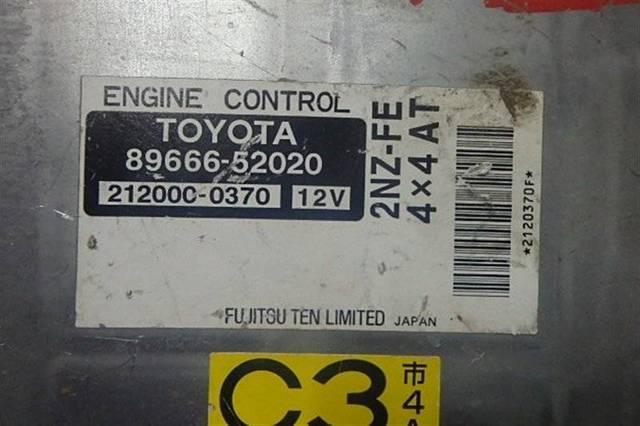 ENGINE CONTROL
TOYOTA
89666-52020
212000-0370 12V
2NZ-FE
4×4 AT
*2120370F*
FUJITSU TEN LIMITED JAPAN
C3
市
4